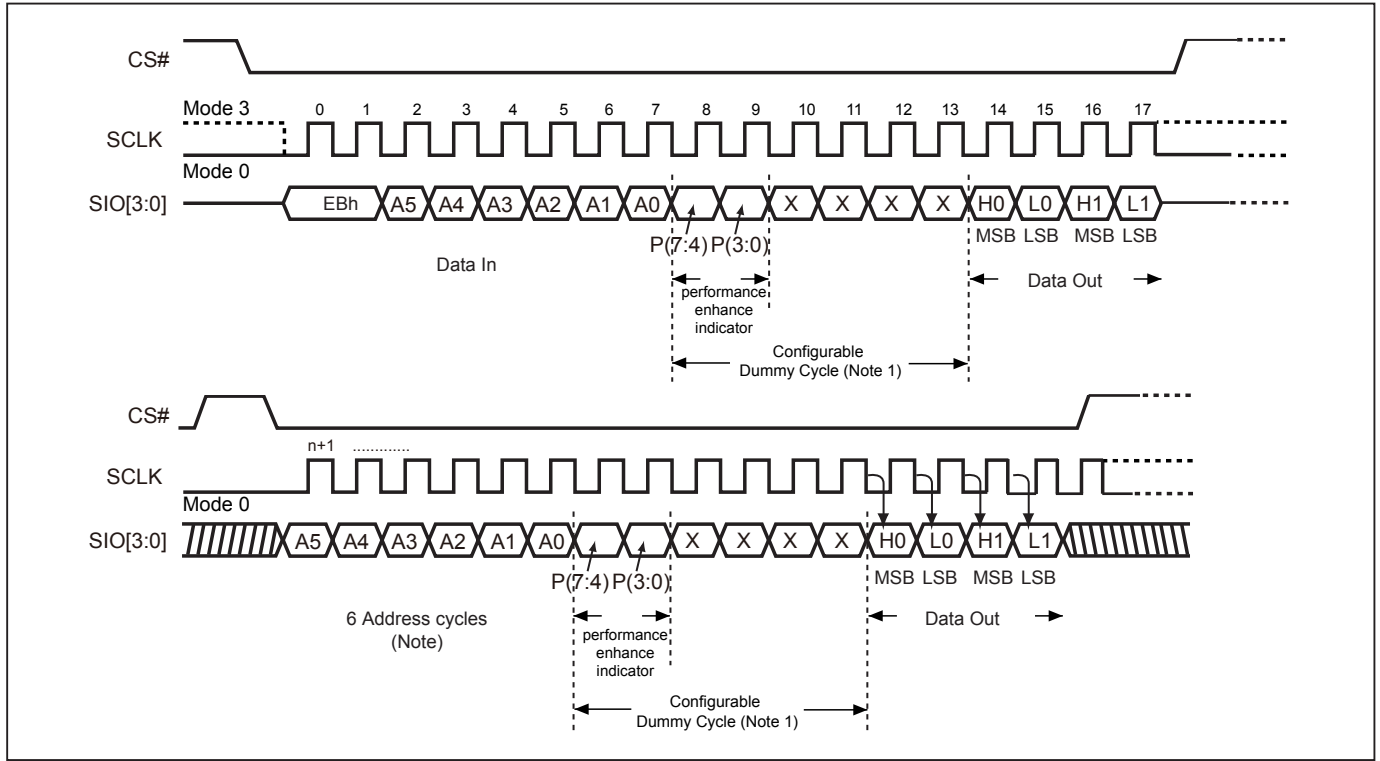 CS#
Mode 3
0 1 2 3 4 5 6 7 8 9 10 11 12 13 14 15 16 17
SCLK
Mode 0
SIO[3:0] EBh A5 A4 A3 A2 A1 A0 X X X X H0 L0 H1 L1
P(7:4) P(3:0) MSB LSB MSB LSB
Data In
Data Out
performance
enhance
indicator
Configurable
Dummy Cycle (Note 1)
CS#
n+1 .............
SCLK
Mode 0
SIO[3:0] A5 A4 A3 A2 A1 A0 X X X X H0 L0 H1 L1
P(7:4) P(3:0) MSB LSB MSB LSB
6 Address cycles
(Note)
Data Out
performance
enhance
indicator
Configurable
Dummy Cycle (Note 1)